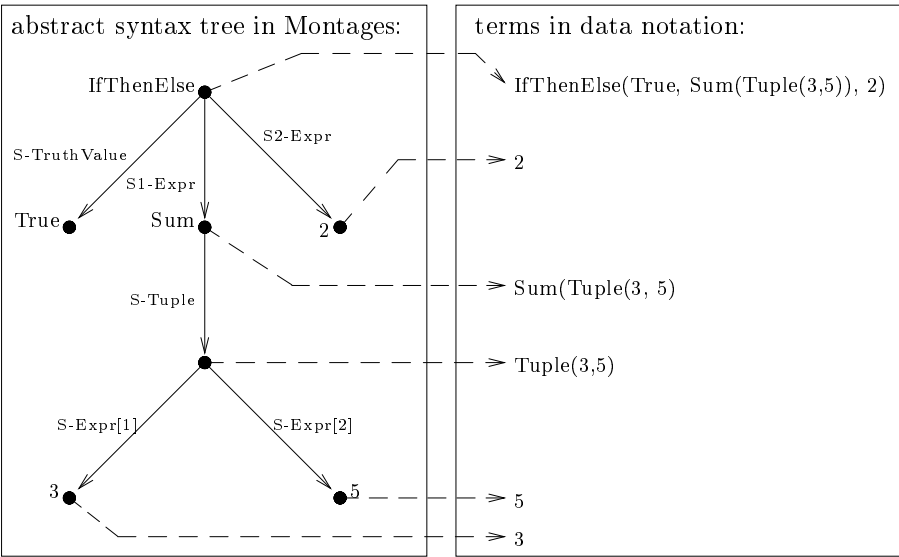 abstract syntax tree in Montages:
terms in data notation:
IfThenElse
IfThenElse(True, Sum(Tuple(3,5)), 2)
S2-Expr
S-TruthValue
2
S1-Expr
True
Sum
2
Sum(Tuple(3, 5)
S-Tuple
Tuple(3,5)
S-Expr[1]
S-Expr[2]
3
5
5
3